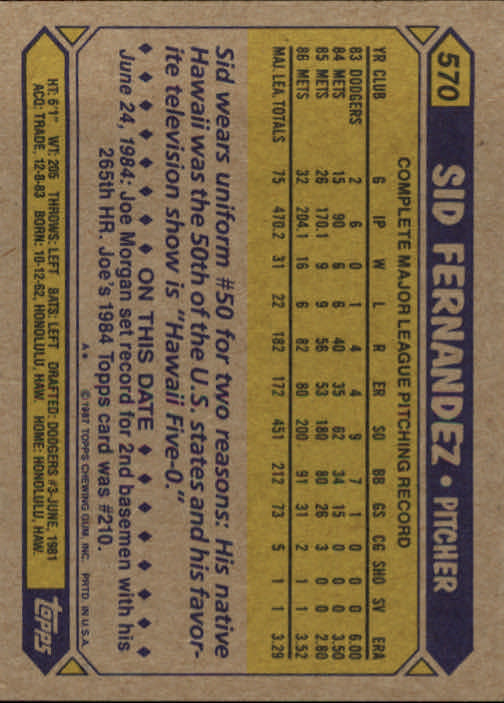 570 SID FERNANDEZ • PITCHER
COMPLETE MAJOR LEAGUE PITCHING RECORD
YR CLUB G IP W L R ER SO BB GS CG SHO SV ERA
83 DODGERS 2 6 0 1 4 4 9 7 1 0 0 0 6.00
84 METS 15 90 6 6 40 35 62 34 15 0 0 0 3.50
85 METS 26 170.1 9 9 56 53 180 80 26 3 0 0 2.80
86 METS 32 204.1 16 6 82 80 200 91 31 2 1 1 3.52
MAJ. LEA. TOTALS 75 470.2 31 22 182 172 451 212 73 5 1 1 3.29
Sid wears uniform #50 for two reasons: His native
Hawaii was the 50th of the U.S. states and his favor-
ite television show is "Hawaii Five-O."
♦ ♦ ♦ ♦ ♦ ♦ ♦ ON THIS DATE ♦ ♦ ♦ ♦ ♦ ♦ ♦
June 24, 1984: Joe Morgan set record for 2nd basemen with his
265th HR. Joe's 1984 Topps card was #210.
A* ©1987 TOPPS CHEWING GUM, INC. PRTD. IN U.S.A.
HT: 6'1" WT: 205 THROWS: LEFT BATS: LEFT DRAFTED: DODGERS #3-JUNE, 1981
ACQ: TRADE, 12-8-83 BORN: 10-12-62, HONOLULU, HAW. HOME: HONOLULU, HAW.
topps